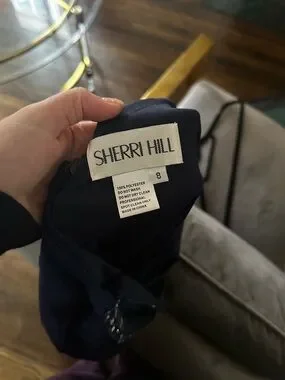 SHERRI HILL
8
100% POLYESTER
DO NOT WASH
DO NOT DRY CLEAN
PROFESSIONAL
SPOT CLEAN ONLY
MADE IN CHINA